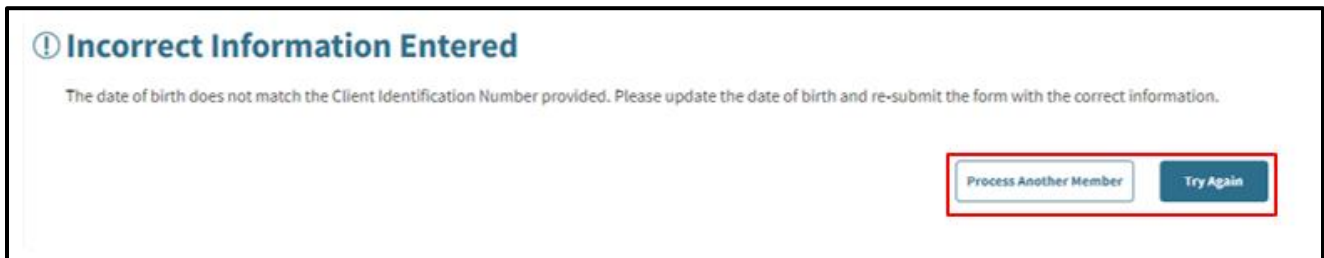 Incorrect Information Entered
The date of birth does not match the Client Identification Number provided. Please update the date of birth and re-submit the form with the correct information.
Process Another Member Try Again